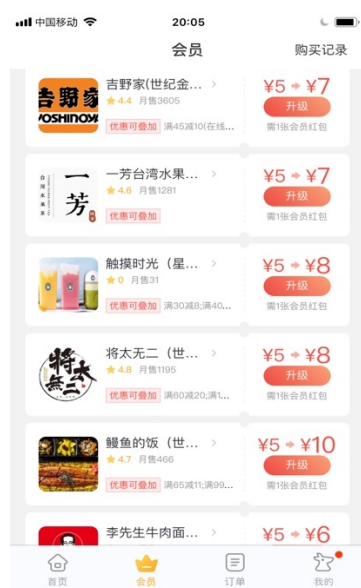 中国移动
20:05
会员
购买记录
吉野家
YOSHINOYA
吉野家(世纪金...
4.4 月售3605
优惠可叠加 满45减10(在线...
¥5 ¥7
升级
需1张会员红包
台湾水果茶
一芳
一芳台湾水果...
4.6 月售1281
优惠可叠加
¥5 ¥7
升级
需1张会员红包
触摸时光（星...
0 月售31
优惠可叠加 满30减8;满40...
¥5 ¥8
升级
需1张会员红包
将太无二
将太无二（世...
4.8 月售1195
优惠可叠加 满60减20;满1...
¥5 ¥8
升级
需1张会员红包
鳗鱼的饭（世...
4.7 月售466
优惠可叠加 满65减11;满99...
¥5 ¥10
升级
需1张会员红包
李先生牛肉面...
¥5 ¥6
首页
会员
订单
我的